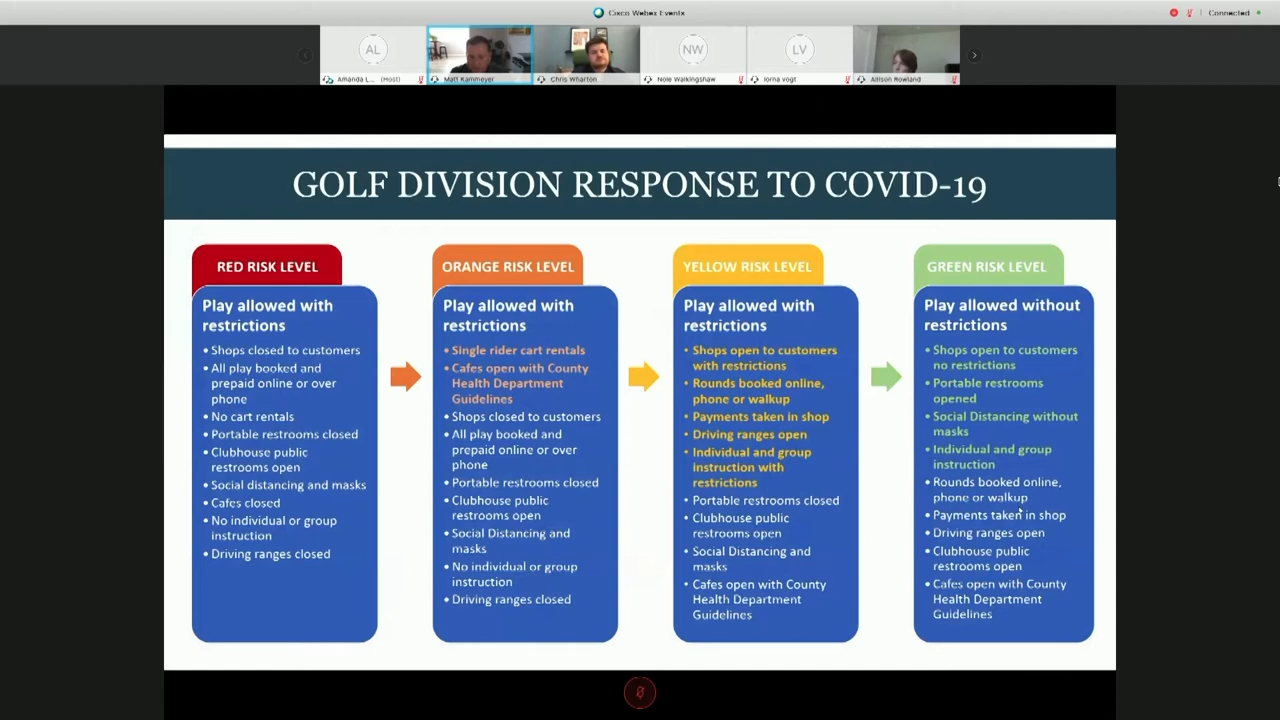 Cisco Webex Events
Connected
AL
NW
LV
Amanda L... (Host)
Matt Kammeyer
Chris Wharton
Nole Walkingshaw
lorna vogt
Allison Rowland
GOLF DIVISION RESPONSE TO COVID-19
RED RISK LEVEL
Play allowed with
restrictions
• Shops closed to customers
• All play booked and
prepaid online or over
phone
• No cart rentals
• Portable restrooms closed
• Clubhouse public
restrooms open
• Social distancing and masks
• Cafes closed
• No individual or group
instruction
• Driving ranges closed
ORANGE RISK LEVEL
Play allowed with
restrictions
• Single rider cart rentals
• Cafes open with County
Health Department
Guidelines
• Shops closed to customers
• All play booked and
prepaid online or over
phone
• Portable restrooms closed
• Clubhouse public
restrooms open
• Social Distancing and
masks
• No individual or group
instruction
• Driving ranges closed
YELLOW RISK LEVEL
Play allowed with
restrictions
• Shops open to customers
with restrictions
• Rounds booked online,
phone or walkup
• Payments taken in shop
• Driving ranges open
• Individual and group
instruction with
restrictions
• Portable restrooms closed
• Clubhouse public
restrooms open
• Social Distancing and
masks
• Cafes open with County
Health Department
Guidelines
GREEN RISK LEVEL
Play allowed without
restrictions
• Shops open to customers
no restrictions
• Portable restrooms
opened
• Social Distancing without
masks
• Individual and group
instruction
• Rounds booked online,
phone or walkup
• Payments taken in shop
• Driving ranges open
• Clubhouse public
restrooms open
• Cafes open with County
Health Department
Guidelines